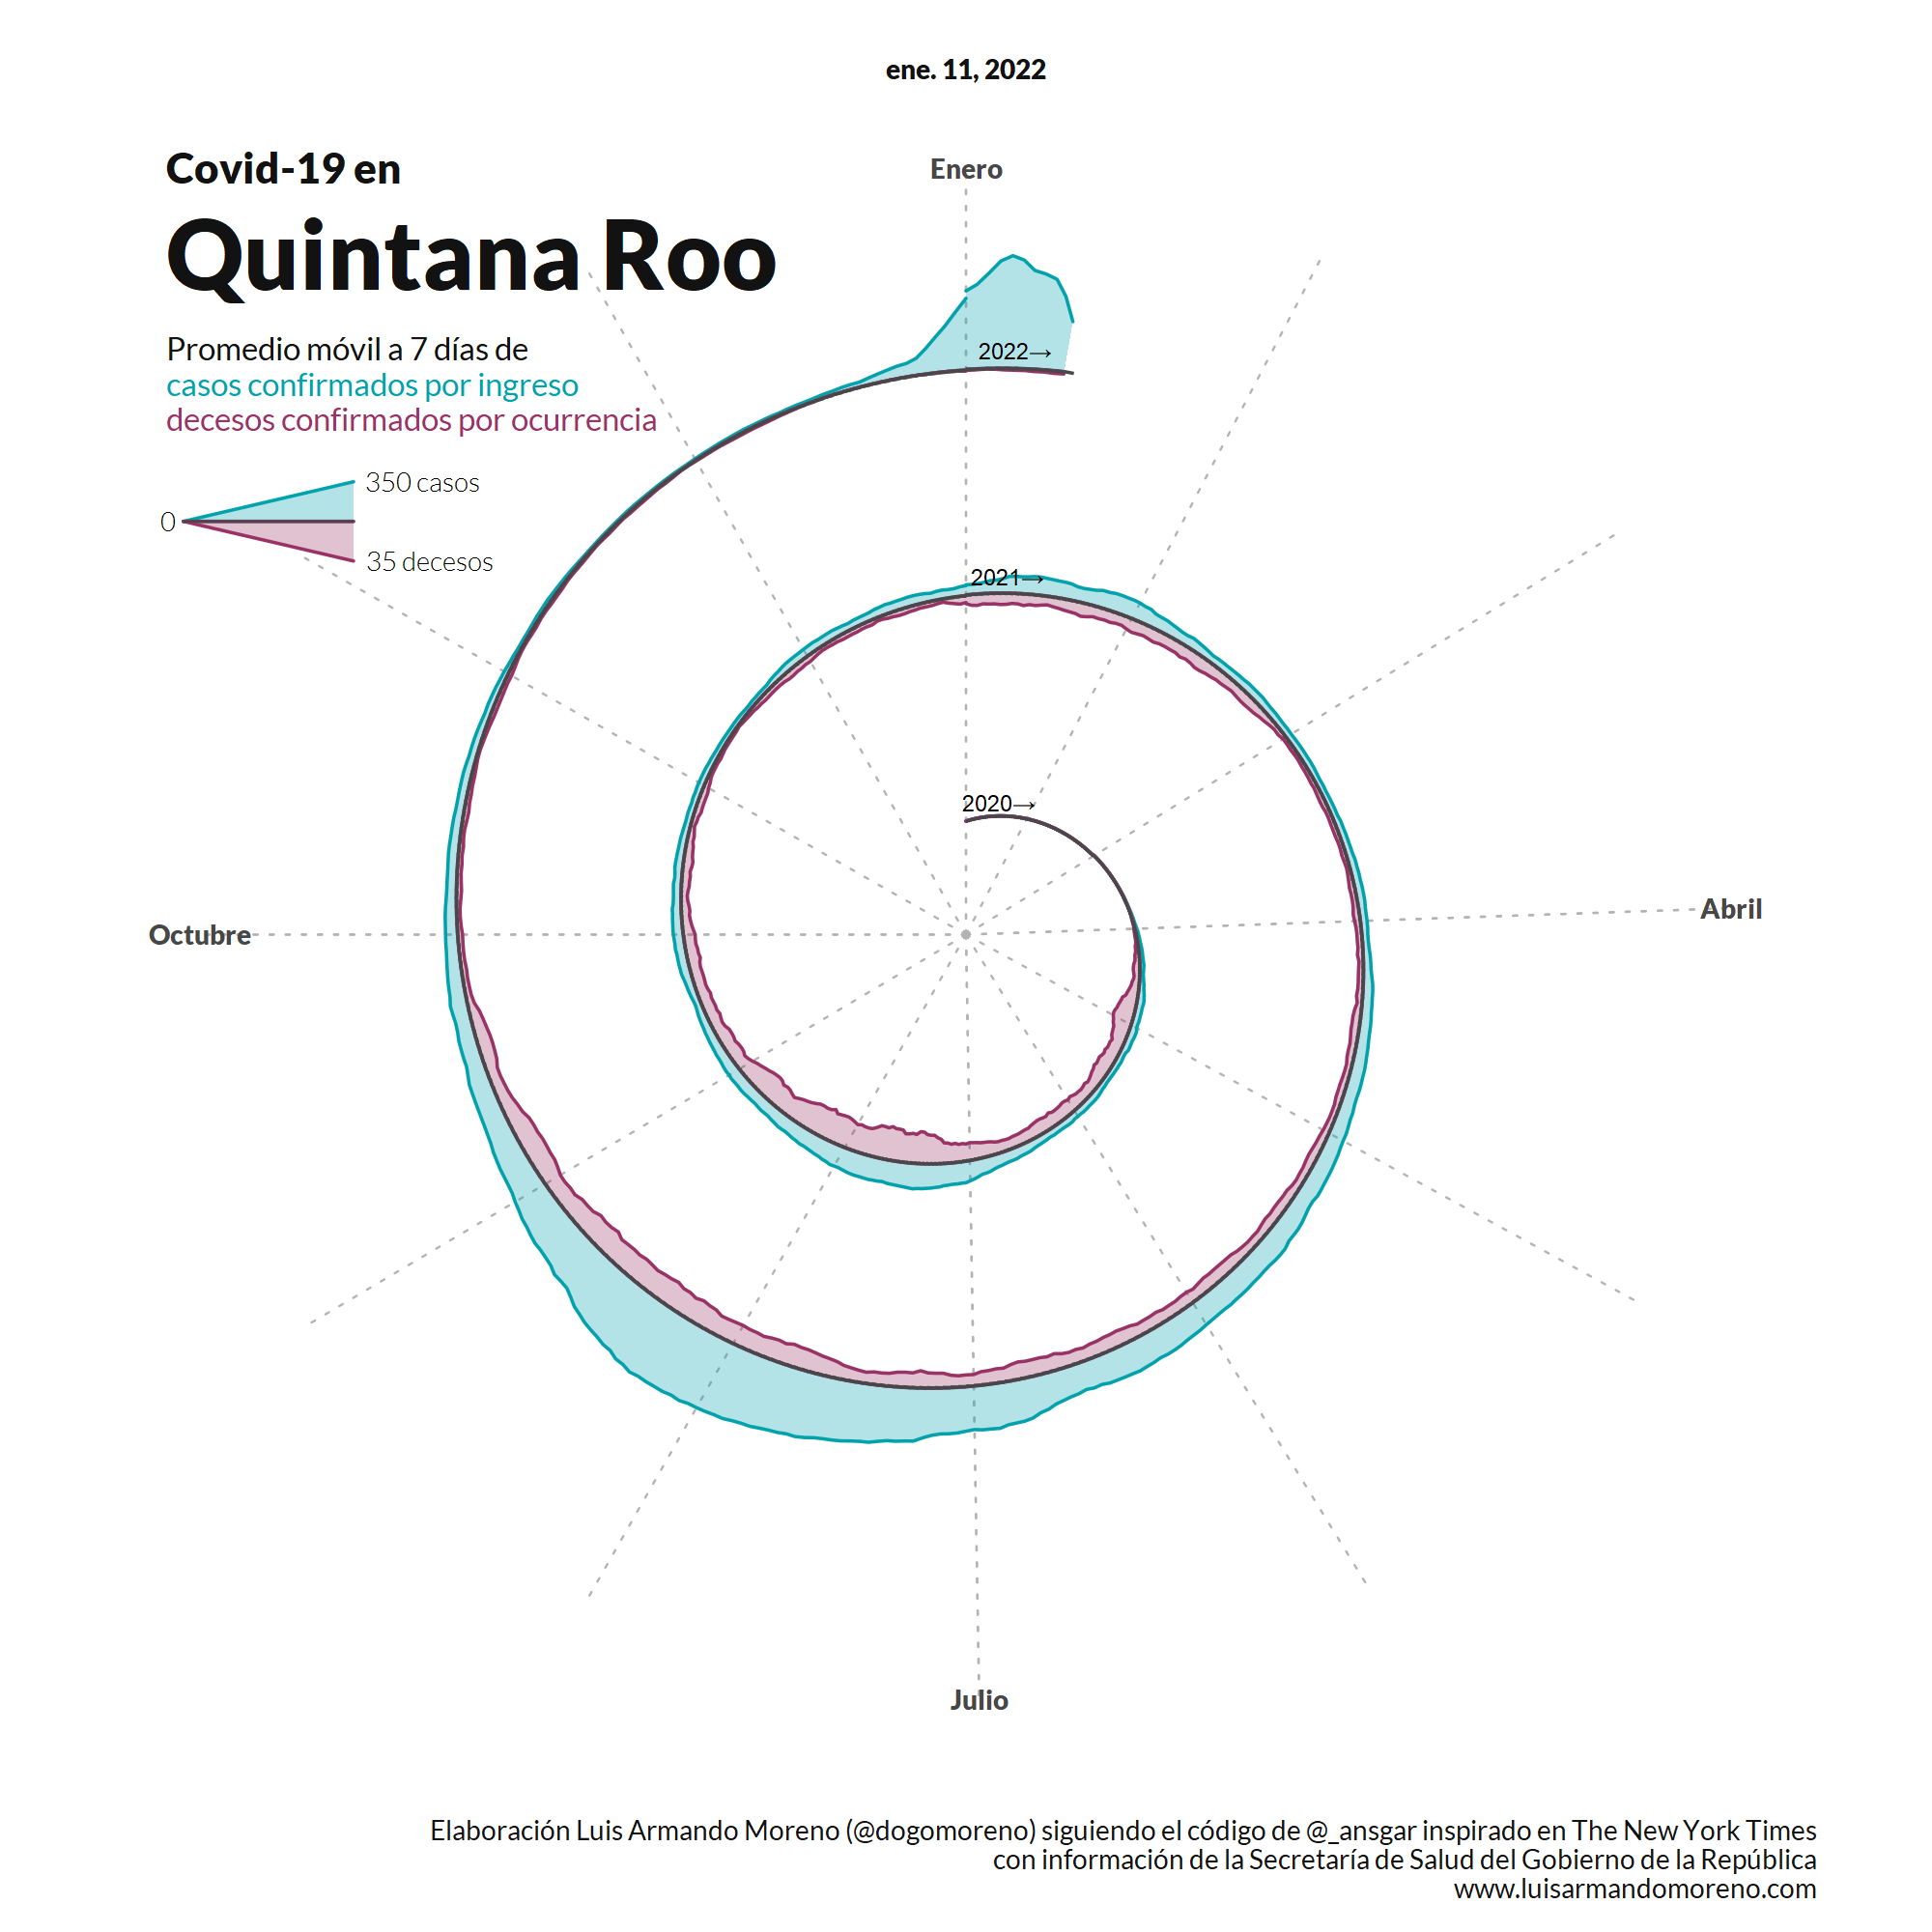 ene. 11, 2022
Covid-19 en
Quintana Roo
Promedio móvil a 7 días de
casos confirmados por ingreso
decesos confirmados por ocurrencia
350 casos
0
35 decesos
Enero
2022→
2021→
2020→
Octubre
Abril
Julio
Elaboración Luis Armando Moreno (@dogomoreno) siguiendo el código de @_ansgar inspirado en The New York Times
con información de la Secretaría de Salud del Gobierno de la República
www.luisarmandomoreno.com